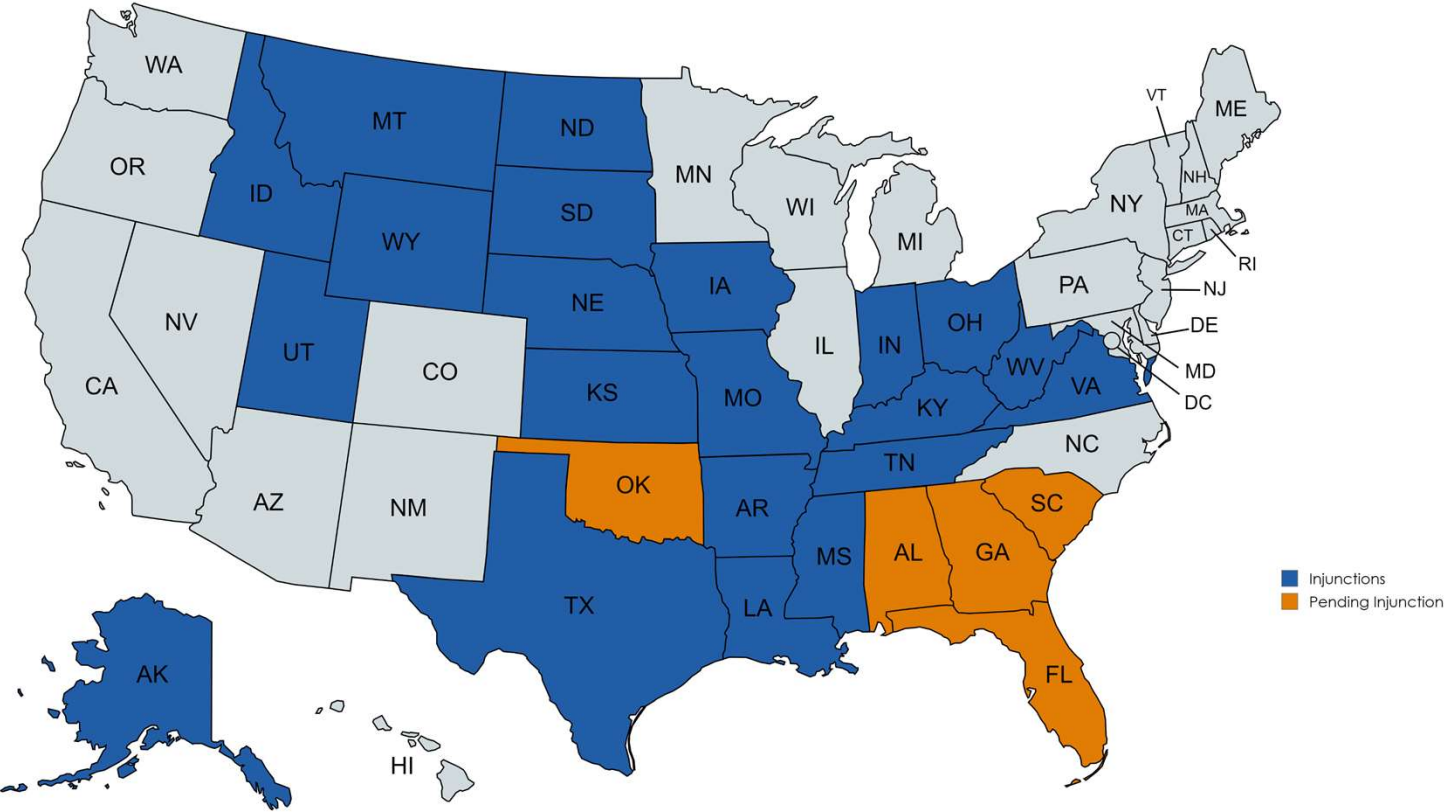 WA
MT
ND
VT
ME
OR
ID
MN
NH
SD
WI
NY
MA
WY
MI
CT
RI
NE
IA
PA
NJ
NV
UT
OH
DE
IL
IN
CO
WV
MD
CA
KS
MO
VA
DC
KY
NC
TN
AZ
NM
OK
AR
SC
MS
AL
GA
TX
LA
Injunctions
Pending Injunction
AK
FL
HI